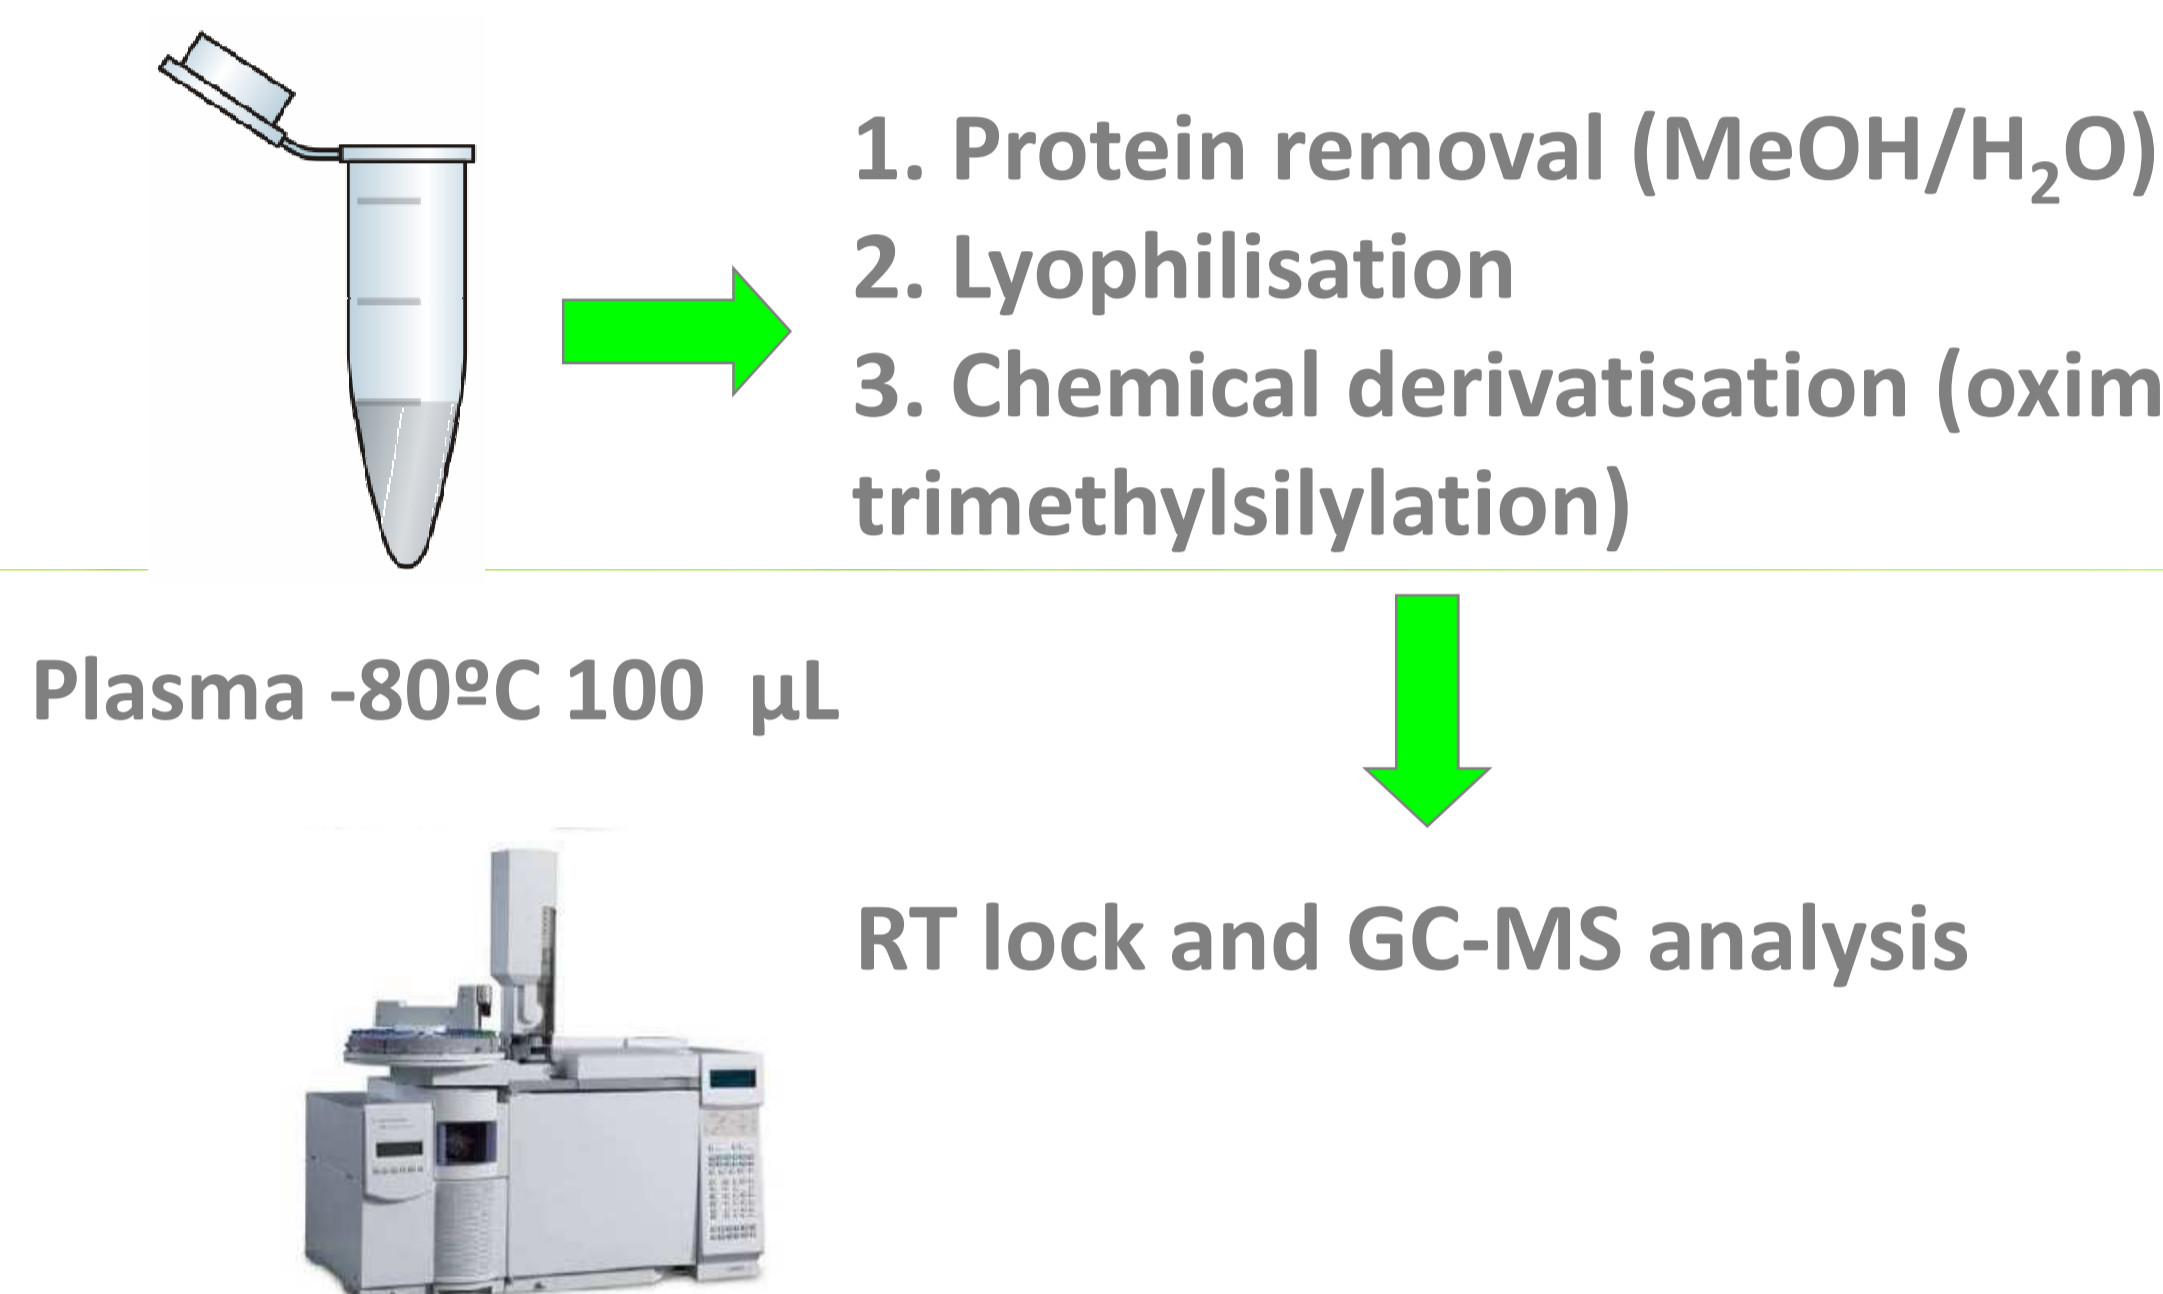 1. Protein removal (MeOH/H₂O)
2. Lyophilisation
3. Chemical derivatisation (oxim
trimethylsilylation)
Plasma -80ºC 100 µL
RT lock and GC-MS analysis